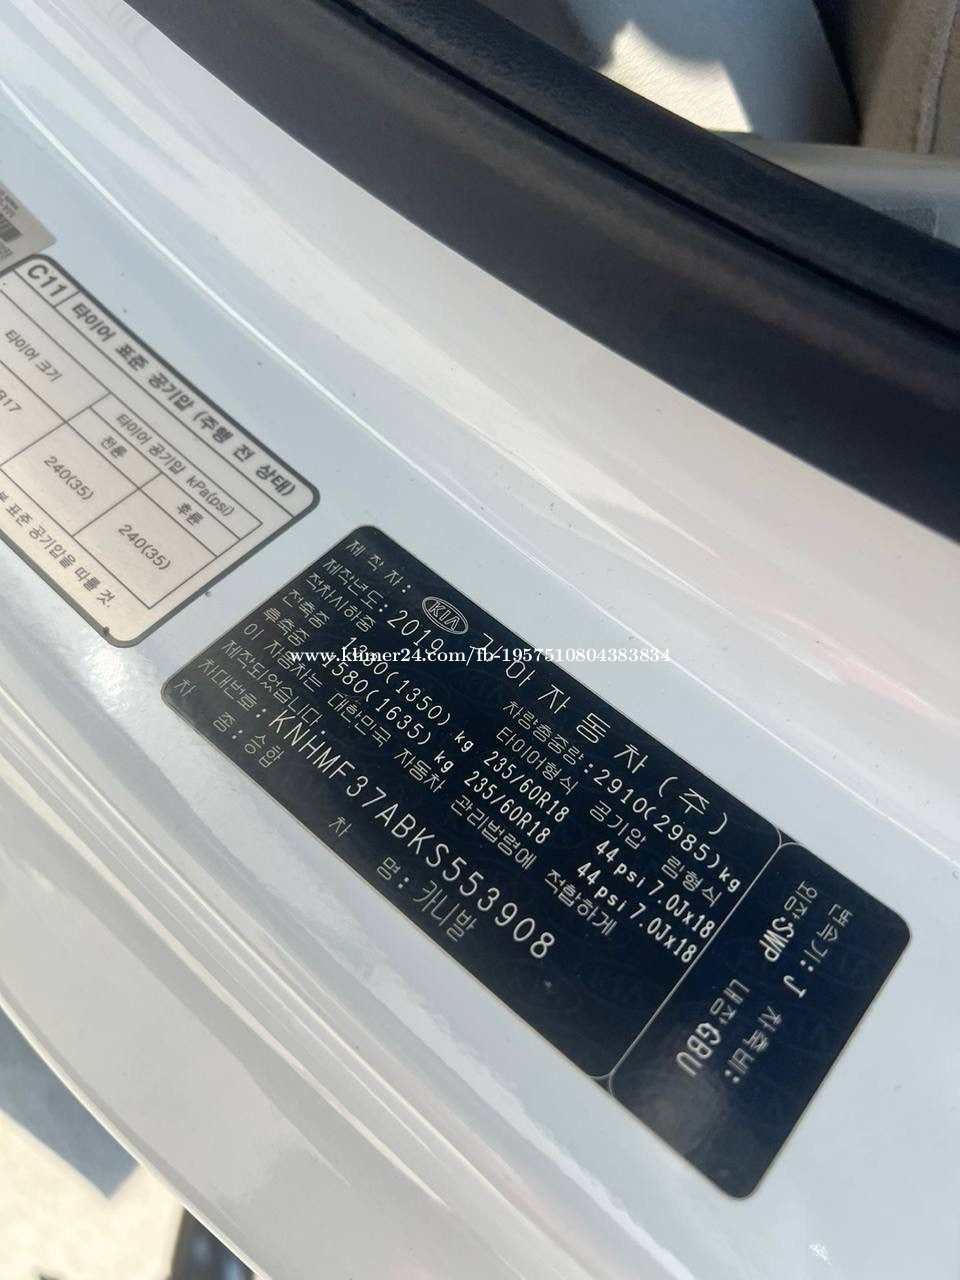 C11 타이어 표준 공기압 (주행 전 상태)
타이어 크기
타이어 공기압 kPa(psi)
전륜
후륜
R17
240(35)
240(35)
표준 공기압을 따를 것.
제 작 자: KIA 기 아 자 동 차 (주)
제작년도: 2019
차량총중량: 2910(2985)kg
적차시하중
타이어형식 공기압 림형식
전축중
(1350) kg 235/60R18 44psi 7.0Jx18
후축중 1580(1635) kg 235/60R18 44psi 7.0Jx18
이 자동차는 대한민국 자동차 관리법령에 적합하게
제작되었습니다.
차대번호: KNHMF37ABKS553908
차 종: 승합 차 명: 카니발
변속기: J 차축비:
외장SWP 내장GBU
www.khmer24.com/fb-1957510804383834